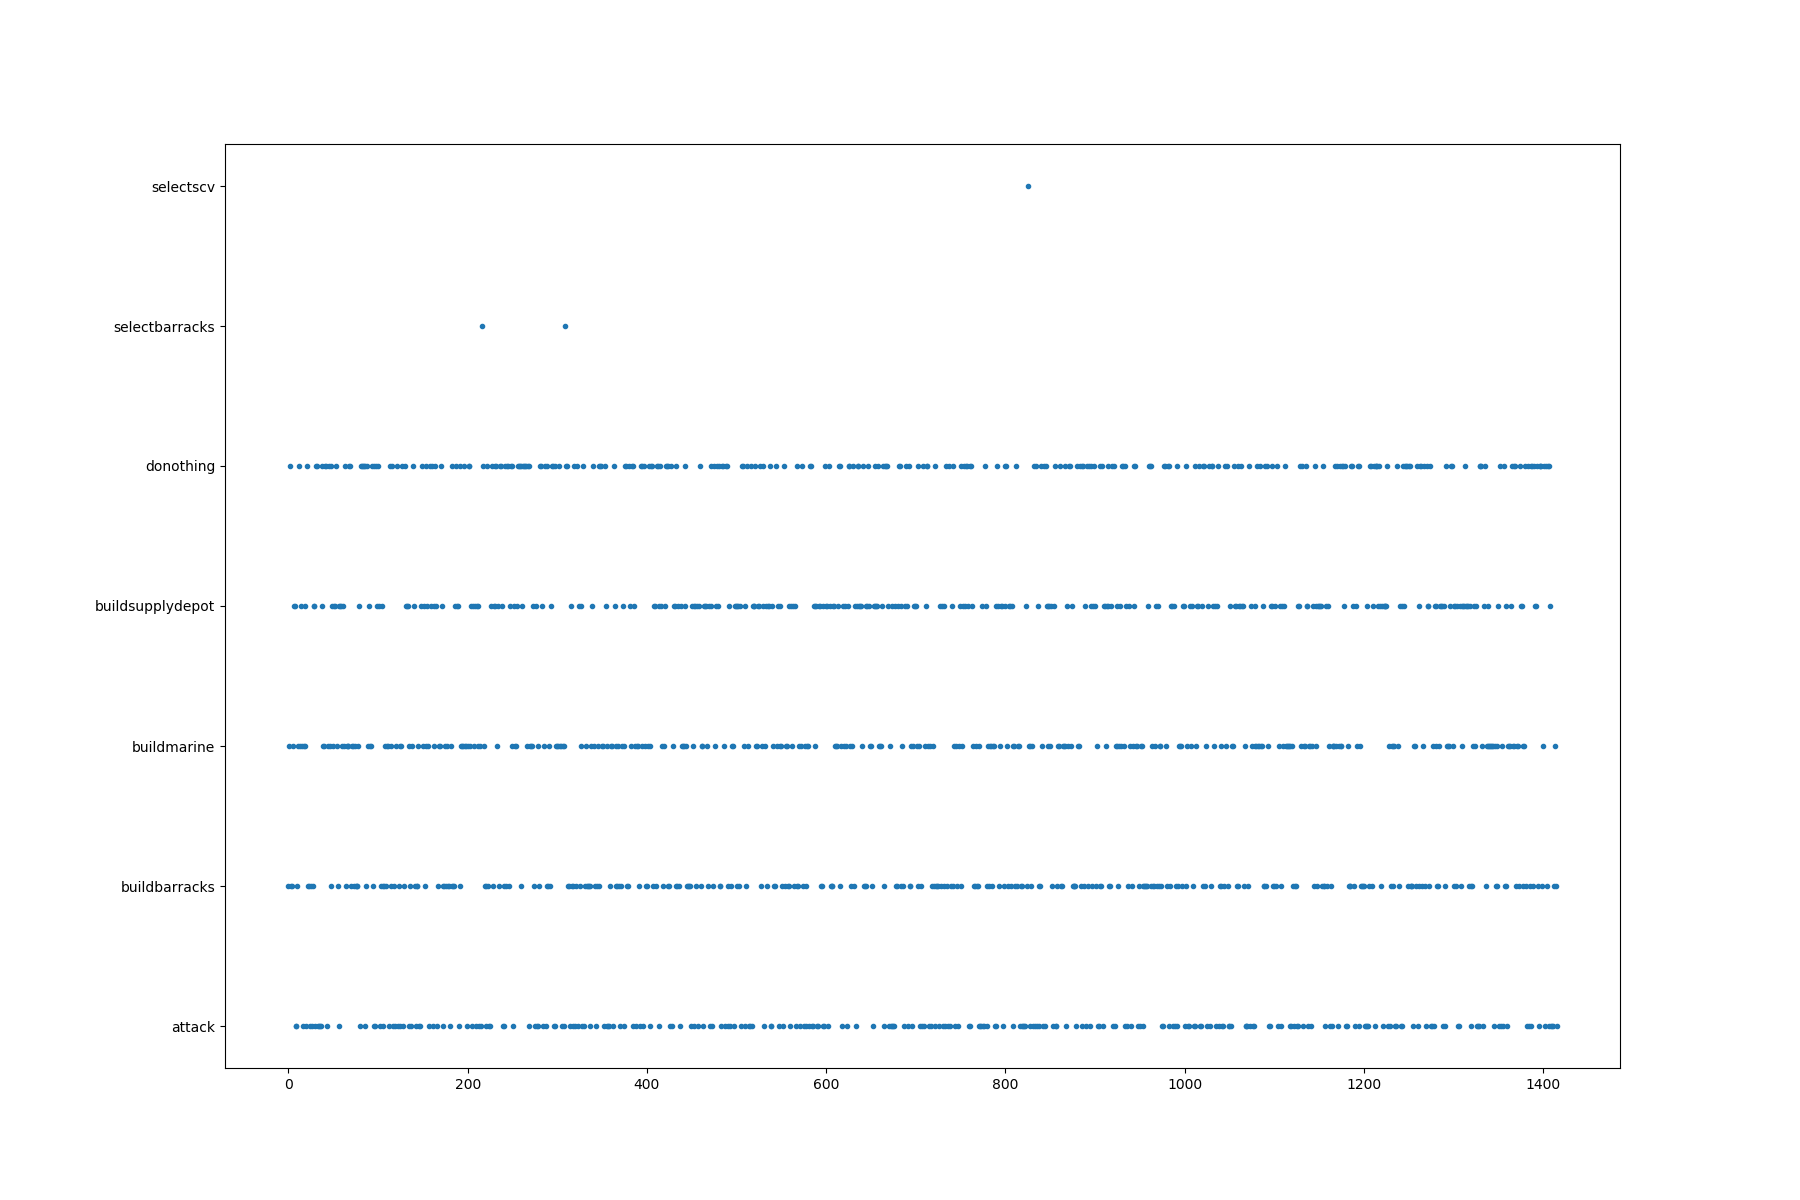 selectscv
selectbarracks
donothing
buildsupplydepot
buildmarine
buildbarracks
attack
0 200 400 600 800 1000 1200 1400